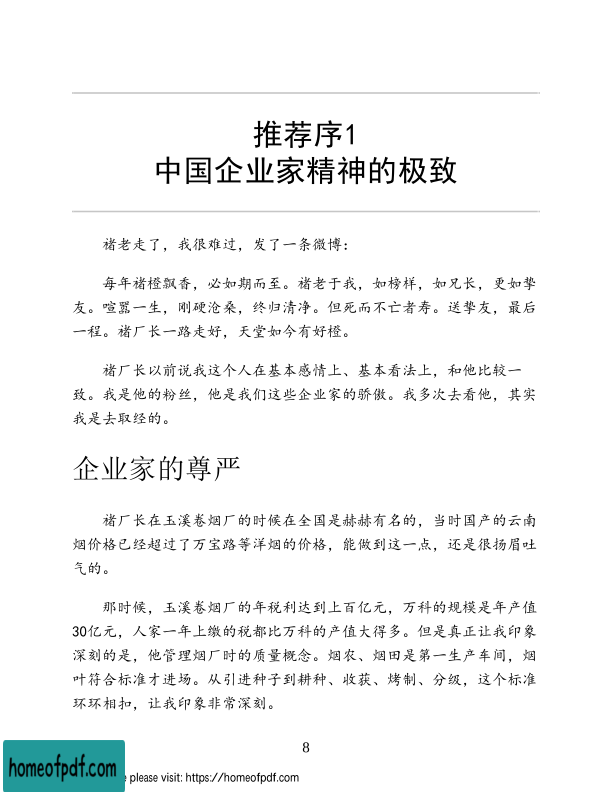 推荐序1
中国企业家精神的极致
褚老走了，我很难过，发了一条微博：
每年褚橙飘香，必如期而至。褚老于我，如榜样，如兄长，更如挚
友。喧嚣一生，刚硬沧桑，终归清净。但死而不亡者寿。送挚友，最后
一程。褚厂长一路走好，天堂如今有好橙。
褚厂长以前说我这个人在基本感情上、基本看法上，和他比较一
致。我是他的粉丝，他是我们这些企业家的骄傲。我多次去看他，其实
我是去取经的。
企业家的尊严
褚厂长在玉溪卷烟厂的时候在全国是赫赫有名的，当时国产的云南
烟价格已经超过了万宝路等洋烟的价格，能做到这一点，还是很扬眉吐
气的。
那时候，玉溪卷烟厂的年税利达到上百亿元，万科的规模是年产值
30亿元，人家一年上缴的税都比万科的产值大得多。但是真正让我印象
深刻的是，他管理烟厂时的质量概念。烟农、烟田是第一生产车间，烟
叶符合标准才进场。从引进种子到耕种、收获、烤制、分级，这个标准
环环相扣，让我印象非常深刻。
8
homeofpdf.com
e please visit: https://homeofpdf.com